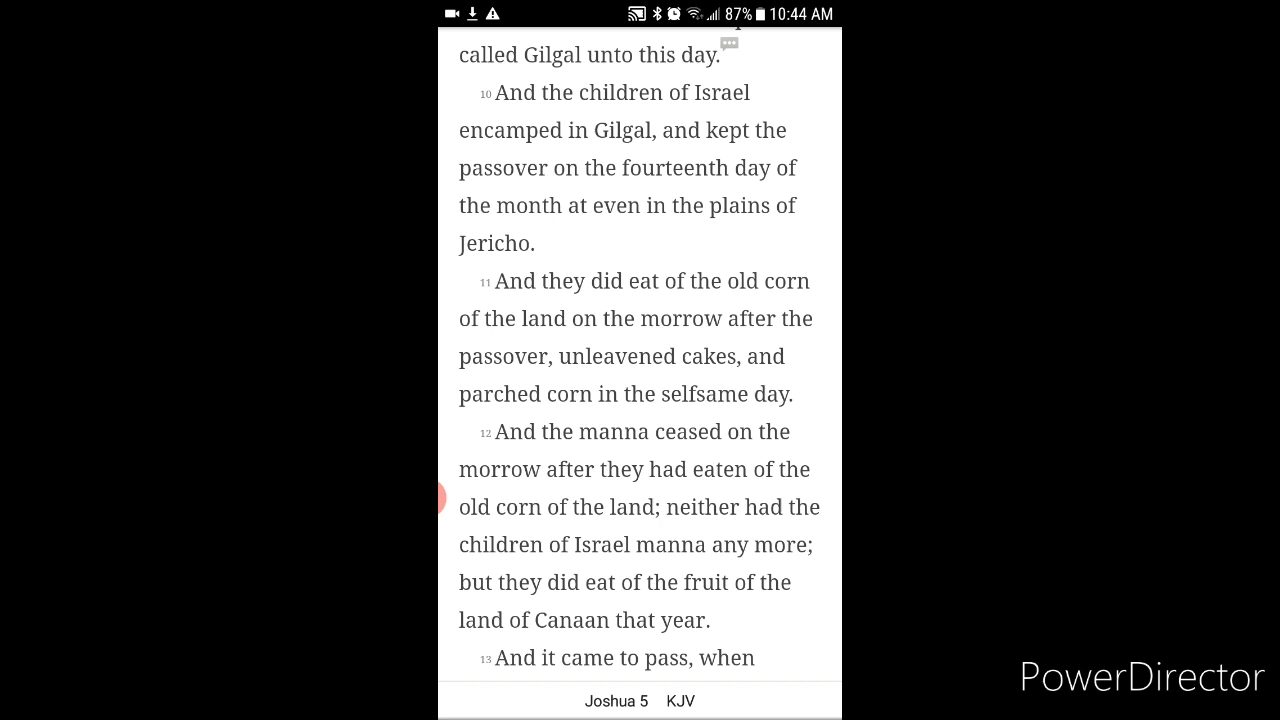 87% 10:44 AM
called Gilgal unto this day.
10 And the children of Israel
encamped in Gilgal, and kept the
passover on the fourteenth day of
the month at even in the plains of
Jericho.
11 And they did eat of the old corn
of the land on the morrow after the
passover, unleavened cakes, and
parched corn in the selfsame day.
12 And the manna ceased on the
morrow after they had eaten of the
old corn of the land; neither had the
children of Israel manna any more;
but they did eat of the fruit of the
land of Canaan that year.
13 And it came to pass, when
Joshua 5 KJV
PowerDirector